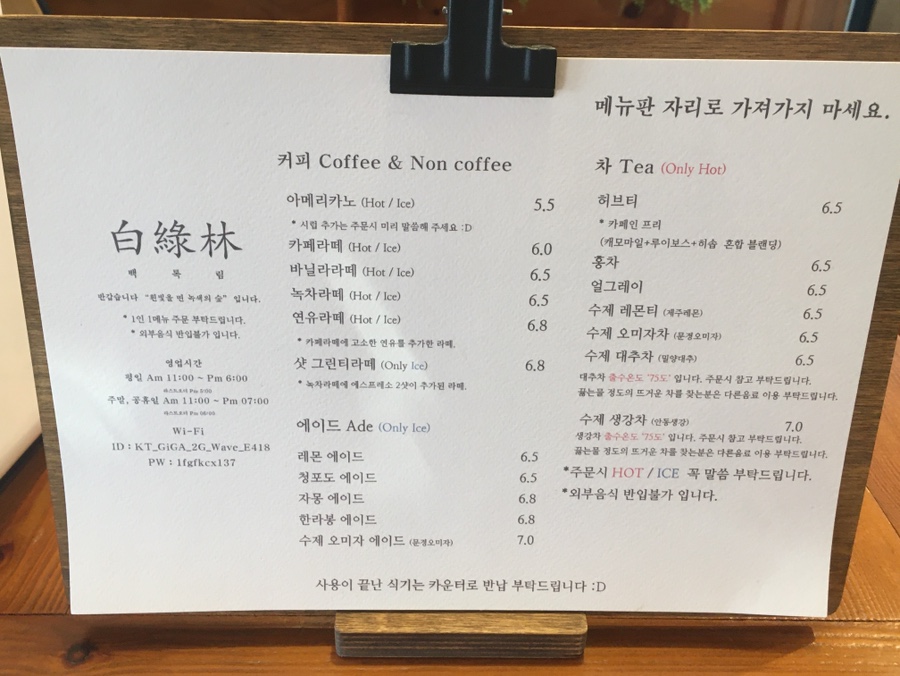 메뉴판 자리로 가져가지 마세요.
白綠林
백 록 림
반갑습니다 "흰빛을 띤 녹색의 숲" 입니다.
* 1인 1메뉴 주문 부탁드립니다.
* 외부음식 반입불가 입니다.
영업시간
평일 Am 11:00 ~ Pm 6:00
라스트오더 Pm 5:00
주말, 공휴일 Am 11:00 ~ Pm 07:00
라스트오더 Pm 06:00
Wi-Fi
ID : KT_GiGA_2G_Wave_E418
PW : 1fgfkcx137
커피 Coffee & Non coffee
아메리카노 (Hot / Ice) 5.5
* 시럽 추가는 주문시 미리 말씀해 주세요 :D
카페라떼 (Hot / Ice) 6.0
바닐라라떼 (Hot / Ice) 6.5
녹차라떼 (Hot / Ice) 6.5
연유라떼 (Hot / Ice) 6.8
* 카페라떼에 고소한 연유를 추가한 라떼.
샷 그린티라떼 (Only Ice) 6.8
* 녹차라떼에 에스프레소 2샷이 추가된 라떼.
에이드 Ade (Only Ice)
레몬 에이드 6.5
청포도 에이드 6.5
자몽 에이드 6.8
한라봉 에이드 6.8
수제 오미자 에이드 (문경오미자) 7.0
차 Tea (Only Hot)
허브티 6.5
* 카페인 프리
(캐모마일+루이보스+히솝 혼합 블랜딩)
홍차 6.5
얼그레이 6.5
수제 레몬티 (제주레몬) 6.5
수제 오미자차 (문경오미자) 6.5
수제 대추차 (밀양대추) 6.5
대추차 출수온도 '75도' 입니다. 주문시 참고 부탁드립니다.
끓는물 정도의 뜨거운 차를 찾는분은 다른음료 이용 부탁드립니다.
수제 생강차 (안동생강) 7.0
생강차 출수온도 '75도' 입니다. 주문시 참고 부탁드립니다.
끓는물 정도의 뜨거운 차를 찾는분은 다른음료 이용 부탁드립니다.
*주문시 HOT / ICE 꼭 말씀 부탁드립니다.
*외부음식 반입불가 입니다.
사용이 끝난 식기는 카운터로 반납 부탁드립니다 :D